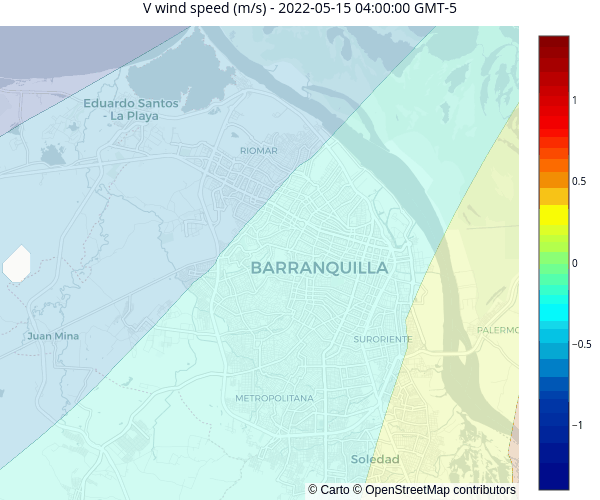 V wind speed (m/s) - 2022-05-15 04:00:00 GMT-5
Eduardo Santos
- La Playa
RIOMAR
BARRANQUILLA
Juan Mina
SURORIENTE
PALERMO
METROPOLITANA
Soledad
© Carto © OpenStreetMap contributors
1
0.5
0
−0.5
−1